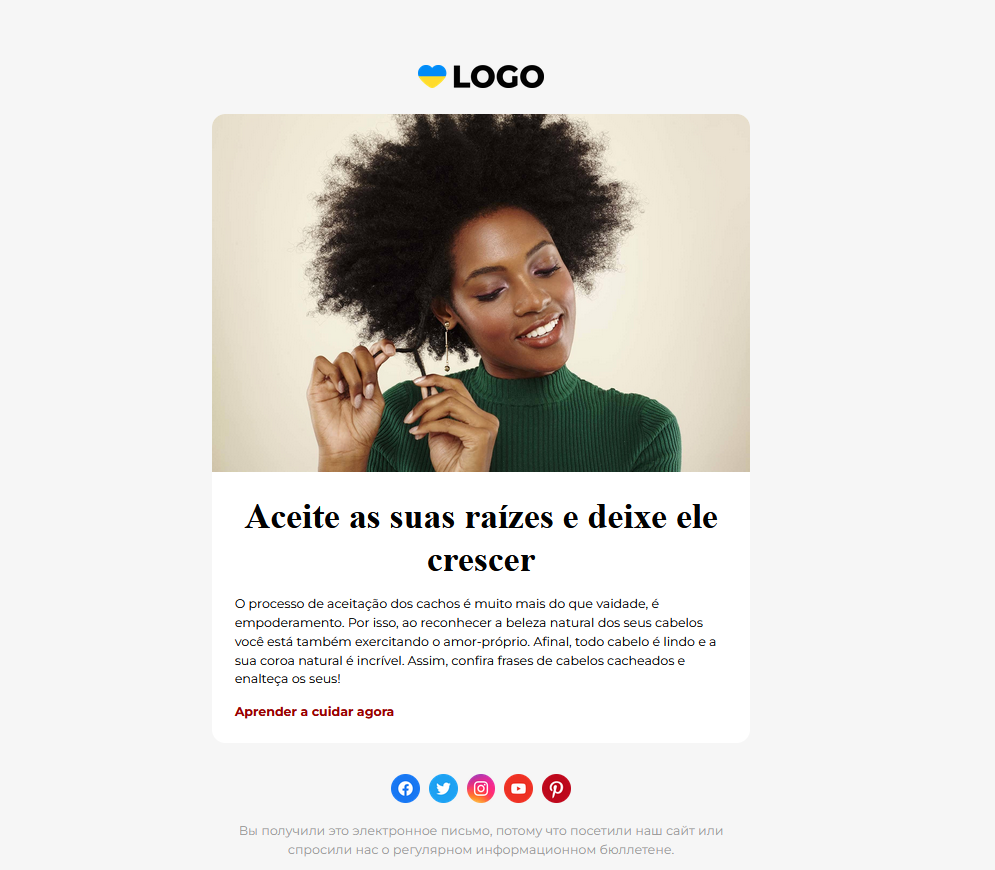 LOGO
Aceite as suas raízes e deixe ele
crescer
O processo de aceitação dos cachos é muito mais do que vaidade, é
empoderamento. Por isso, ao reconhecer a beleza natural dos seus cabelos
você está também exercitando o amor-próprio. Afinal, todo cabelo é lindo e a
sua coroa natural é incrível. Assim, confira frases de cabelos cacheados e
enalteça os seus!
Aprender a cuidar agora
Вы получили это электронное письмо, потому что посетили наш сайт или
спросили нас о регулярном информационном бюллетене.